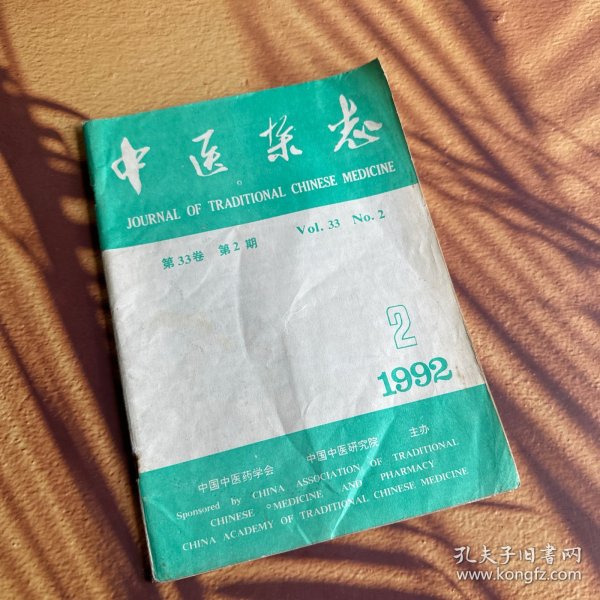 中医杂志
JOURNAL OF TRADITIONAL CHINESE MEDICINE
第33卷 第2期 Vol. 33 No. 2
2
1992
中国中医药学会 中国中医研究院 主办
Sponsored by CHINA ASSOCIATION OF TRADITIONAL
CHINESE MEDICINE AND PHARMACY
CHINA ACADEMY OF TRADITIONAL CHINESE MEDICINE
孔夫子旧书网
www.kongfz.com